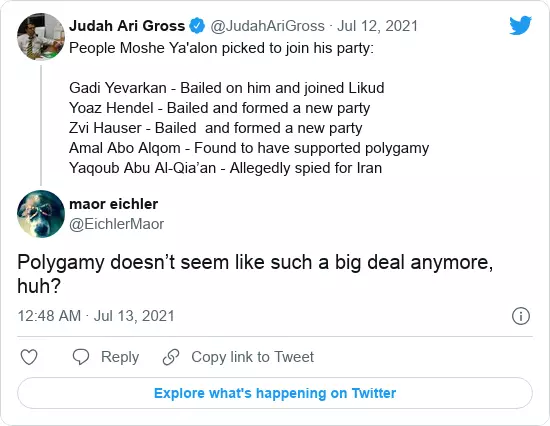 Judah Ari Gross @JudahAriGross · Jul 12, 2021
People Moshe Ya'alon picked to join his party:
Gadi Yevarkan - Bailed on him and joined Likud
Yoaz Hendel - Bailed and formed a new party
Zvi Hauser - Bailed  and formed a new party
Amal Abo Alqom - Found to have supported polygamy
Yaqoub Abu Al-Qia’an - Allegedly spied for Iran
maor eichler
@EichlerMaor
Polygamy doesn’t seem like such a big deal anymore,
huh?
12:48 AM · Jul 13, 2021
Reply
Copy link to Tweet
Explore what's happening on Twitter